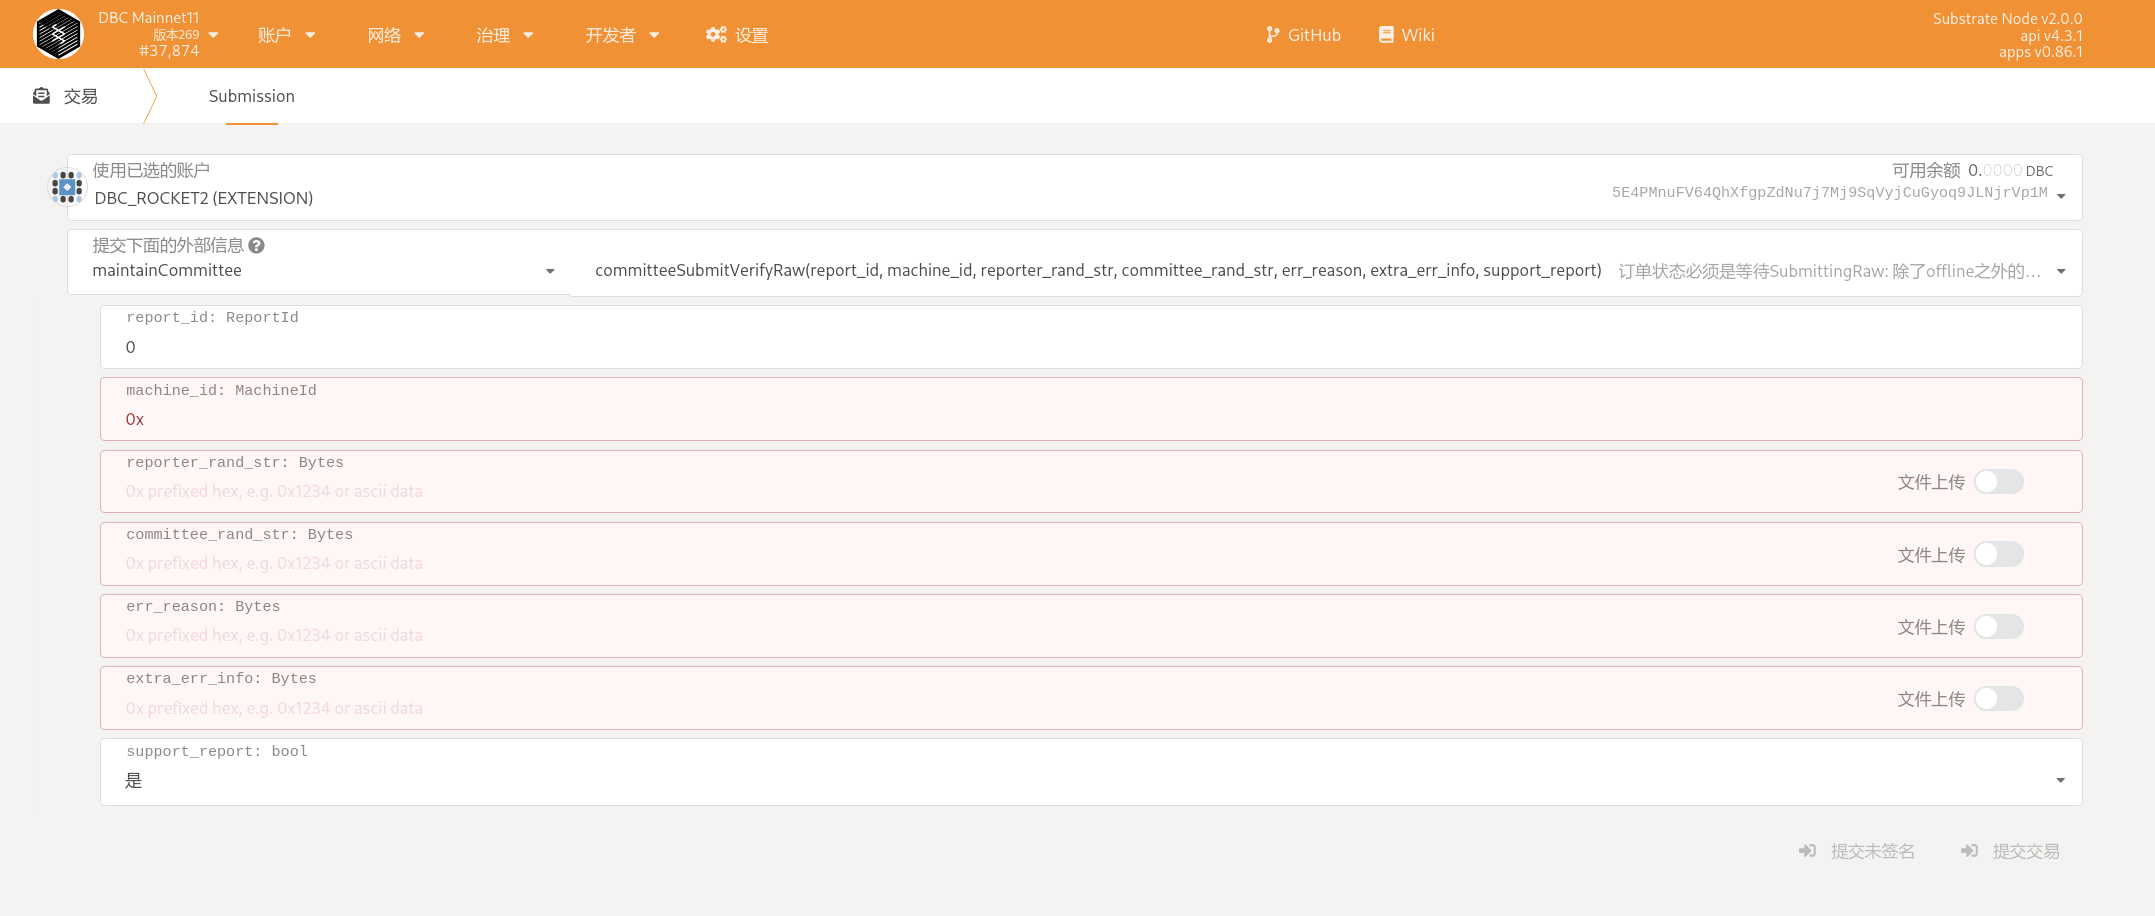 DBC Mainnet11
版本269
#37,874
账户
网络
治理
开发者
设置
GitHub
Wiki
Substrate Node v2.0.0
api v4.3.1
apps v0.86.1
交易
Submission
使用已选的账户
DBC_ROCKET2 (EXTENSION)
可用余额 0.0000 DBC
5E4PMnuFV64QhXfgpZdNu7j7Mj9SqVyjCuGyoq9JLNjrVp1M
提交下面的外部信息
maintainCommittee
committeeSubmitVerifyRaw(report_id, machine_id, reporter_rand_str, committee_rand_str, err_reason, extra_err_info, support_report) 订单状态必须是等待SubmittingRaw: 除了offline之外的…
report_id: ReportId
0
machine_id: MachineId
0x
reporter_rand_str: Bytes
0x prefixed hex, e.g. 0x1234 or ascii data
文件上传
committee_rand_str: Bytes
0x prefixed hex, e.g. 0x1234 or ascii data
文件上传
err_reason: Bytes
0x prefixed hex, e.g. 0x1234 or ascii data
文件上传
extra_err_info: Bytes
0x prefixed hex, e.g. 0x1234 or ascii data
文件上传
support_report: bool
是
提交未签名
提交交易